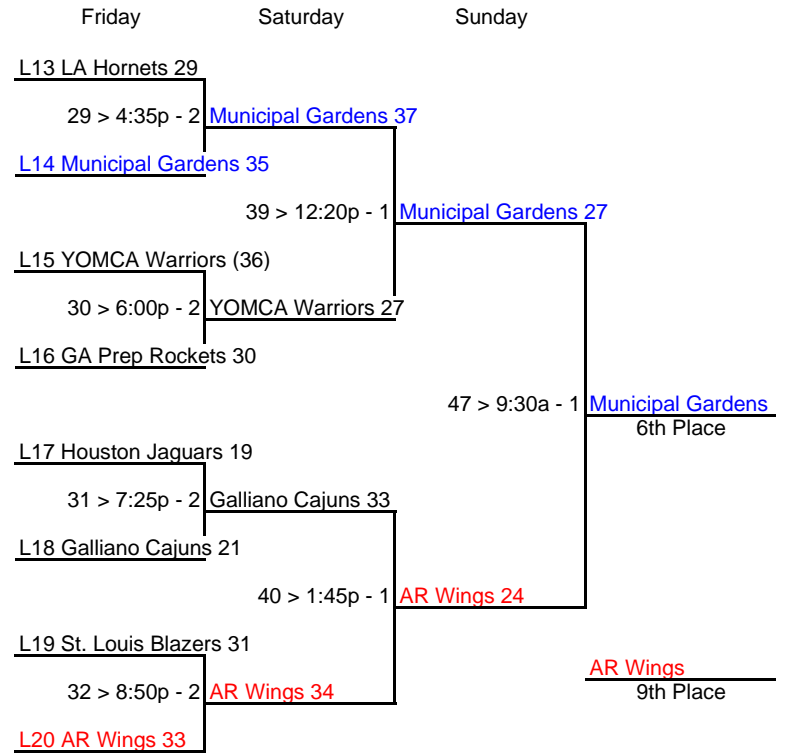 Friday Saturday Sunday
L13 LA Hornets 29
29 > 4:35p - 2 Municipal Gardens 37
L14 Municipal Gardens 35
39 > 12:20p - 1 Municipal Gardens 27
L15 YOMCA Warriors (36)
30 > 6:00p - 2 YOMCA Warriors 27
L16 GA Prep Rockets 30
47 > 9:30a - 1 Municipal Gardens
6th Place
L17 Houston Jaguars 19
31 > 7:25p - 2 Galliano Cajuns 33
L18 Galliano Cajuns 21
40 > 1:45p - 1 AR Wings 24
L19 St. Louis Blazers 31
AR Wings
32 > 8:50p - 2 AR Wings 34
9th Place
L20 AR Wings 33